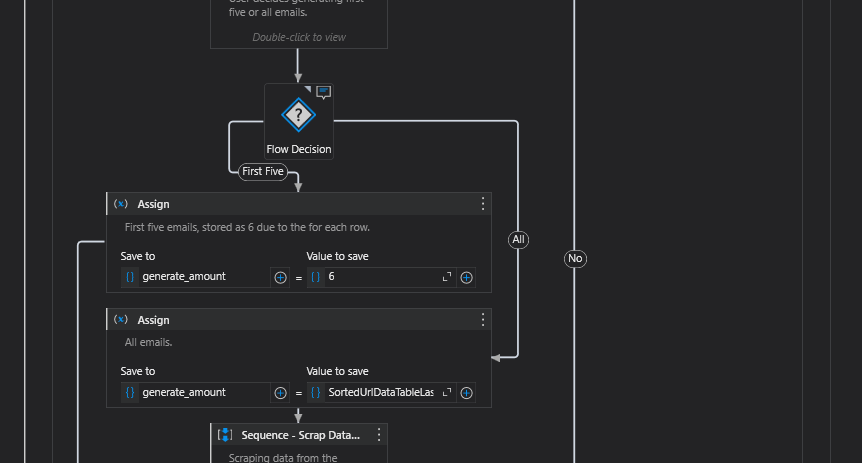 User decides generating first
five or all emails.
Double-click to view
?
Flow Decision
First Five
Assign
First five emails, stored as 6 due to the for each row.
All
Save to
Value to save
No
generate_amount
=
6
Assign
All emails.
Save to
Value to save
generate_amount
=
SortedUrlDataTableLas
Sequence - Scrap Data...
Scraping data from the